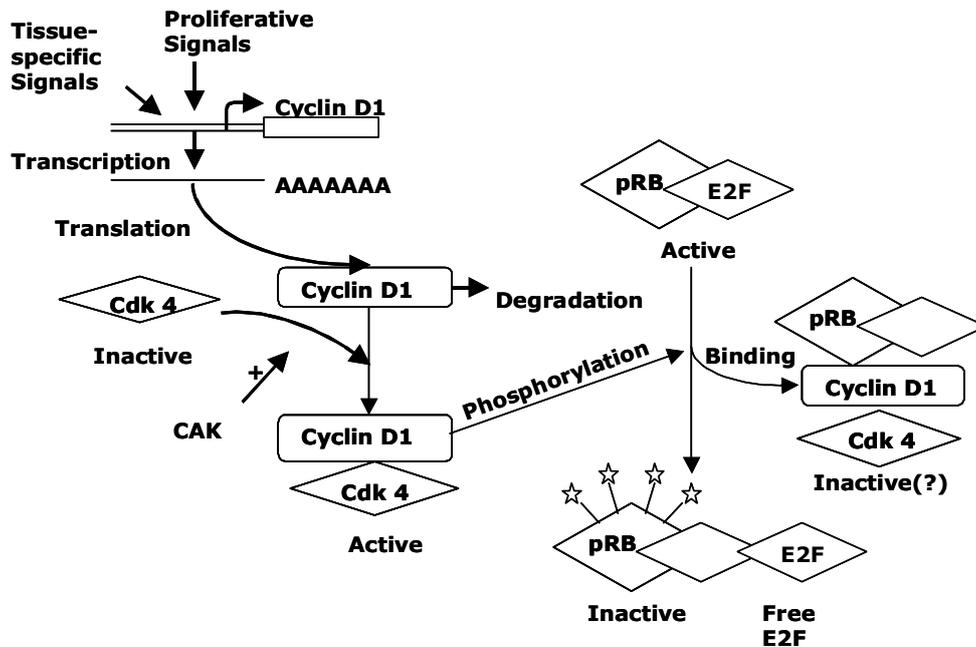 Tissue-
specific
Signals
Proliferative
Signals
Cyclin D1
Transcription
AAAAAAA
Translation
Cyclin D1
Degradation
Cdk 4
Inactive
+
CAK
Cyclin D1
Cdk 4
Active
Phosphorylation
pRB
E2F
Active
Binding
pRB
Cyclin D1
Cdk 4
Inactive(?)
pRB
E2F
Inactive
Free
E2F